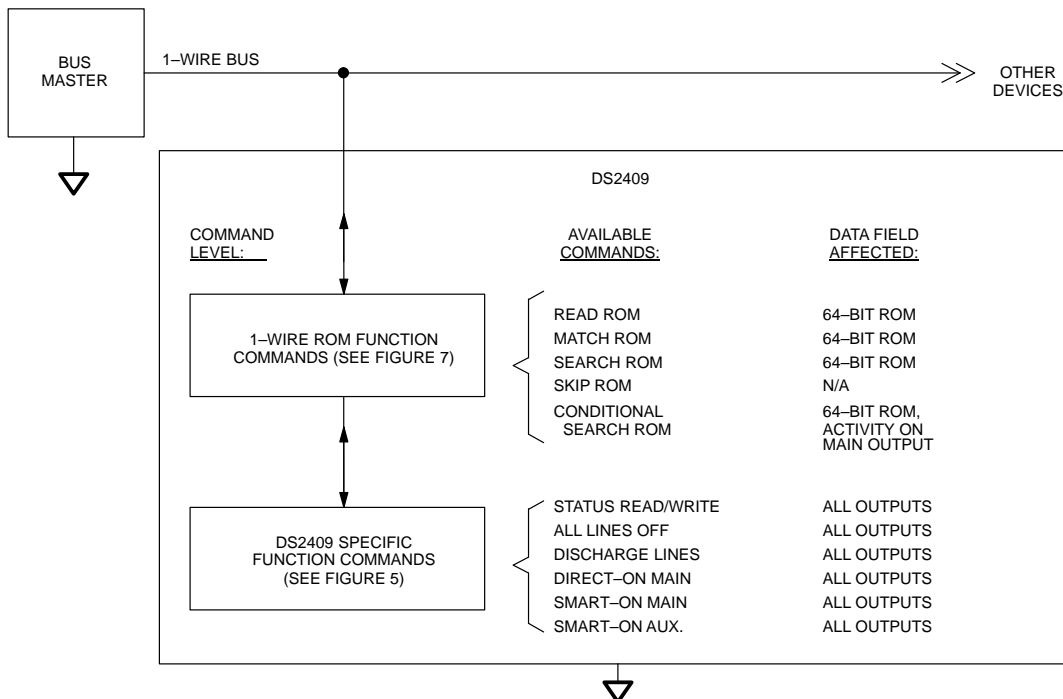 BUS
MASTER
1–WIRE BUS
OTHER
DEVICES
DS2409
COMMAND
LEVEL:
AVAILABLE
COMMANDS:
DATA FIELD
AFFECTED:
1–WIRE ROM FUNCTION
COMMANDS (SEE FIGURE 7)
READ ROM 64–BIT ROM
MATCH ROM 64–BIT ROM
SEARCH ROM 64–BIT ROM
SKIP ROM N/A
CONDITIONAL 64–BIT ROM,
SEARCH ROM ACTIVITY ON
MAIN OUTPUT
DS2409 SPECIFIC
FUNCTION COMMANDS
(SEE FIGURE 5)
STATUS READ/WRITE ALL OUTPUTS
ALL LINES OFF ALL OUTPUTS
DISCHARGE LINES ALL OUTPUTS
DIRECT–ON MAIN ALL OUTPUTS
SMART–ON MAIN ALL OUTPUTS
SMART–ON AUX. ALL OUTPUTS